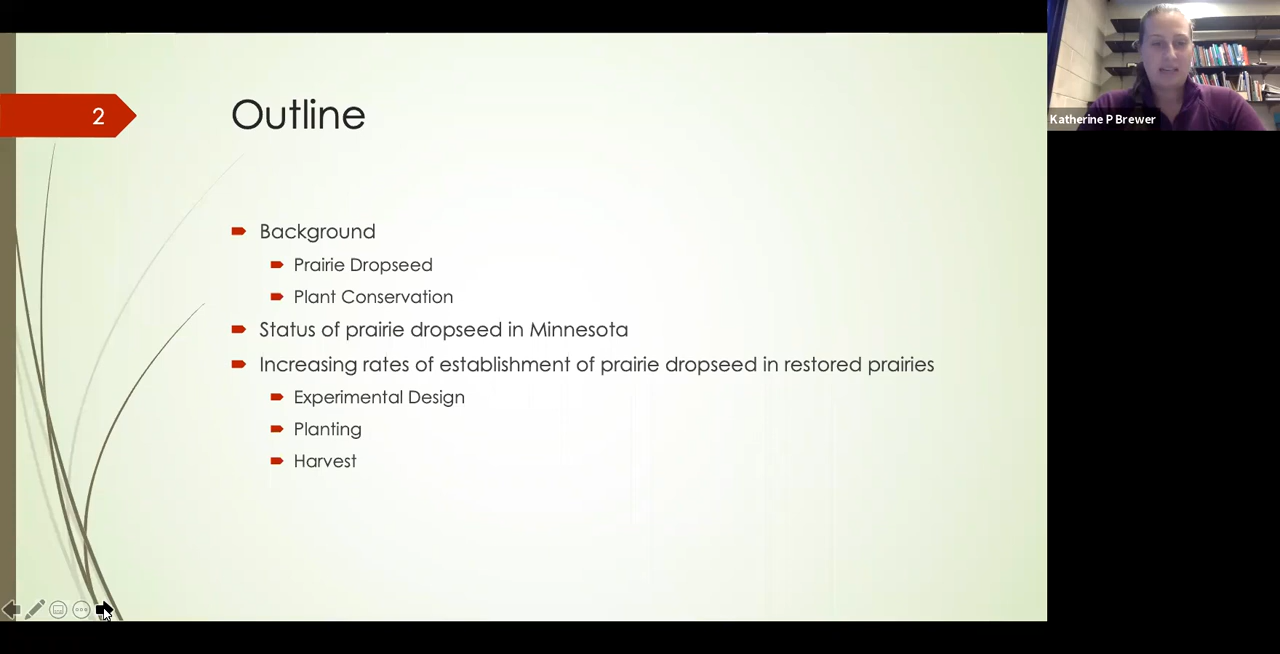 2
Outline
Background
Prairie Dropseed
Plant Conservation
Status of prairie dropseed in Minnesota
Increasing rates of establishment of prairie dropseed in restored prairies
Experimental Design
Planting
Harvest
Katherine P Brewer